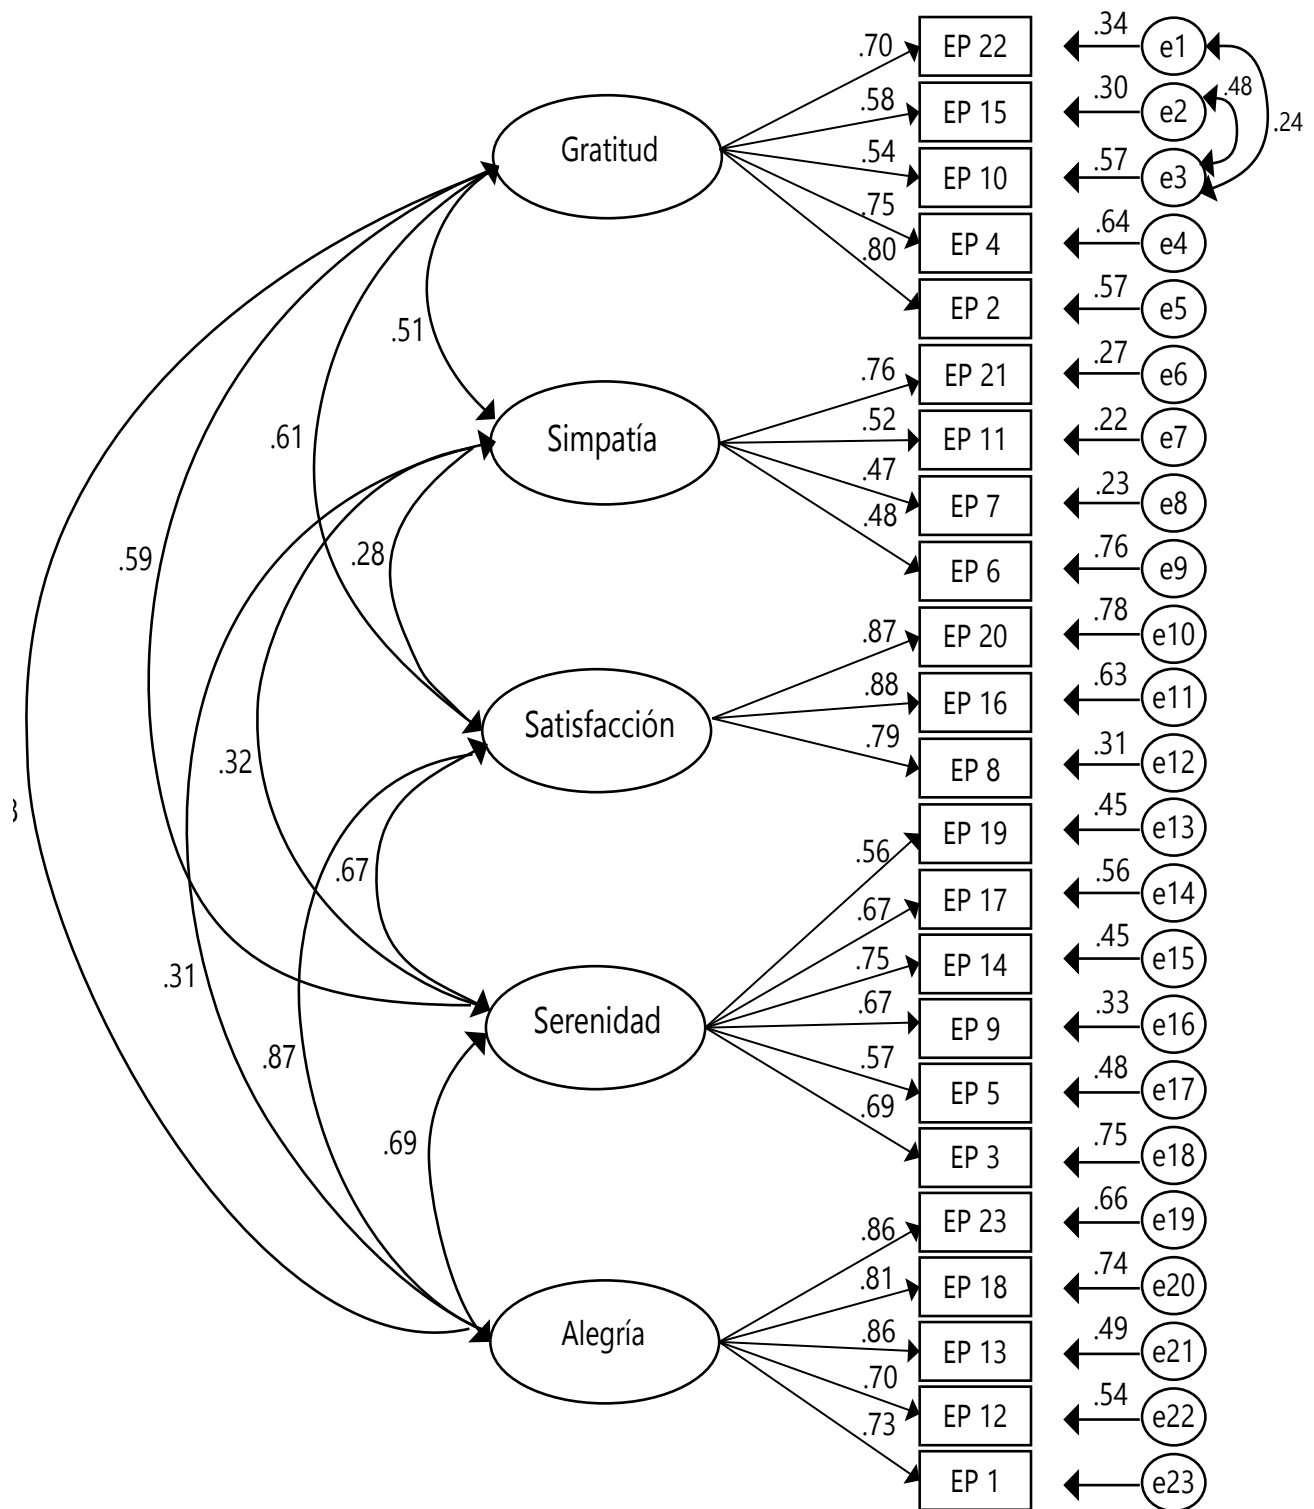 .70 EP 22 .34 e1
.58 EP 15 .30 e2 .48
.24
Gratitud .54 EP 10 .57 e3
.75 EP 4 .64 e4
.80 EP 2 .57 e5
.51
.76 EP 21 .27 e6
.61 Simpatía .52 EP 11 .22 e7
.47 EP 7 .23 e8
.59 .28 .48 EP 6 .76 e9
.87 EP 20 .78 e10
Satisfacción .88 EP 16 .63 e11
.32 .79 EP 8 .31 e12
.56 EP 19 .45 e13
.67 .67 EP 17 .56 e14
.31 .75 EP 14 .45 e15
Serenidad .67 EP 9 .33 e16
.87 .57 EP 5 .48 e17
.69 .69 EP 3 .75 e18
.86 EP 23 .66 e19
.81 EP 18 .74 e20
Alegría .86 EP 13 .49 e21
.70 EP 12 .54 e22
.73 EP 1 e23